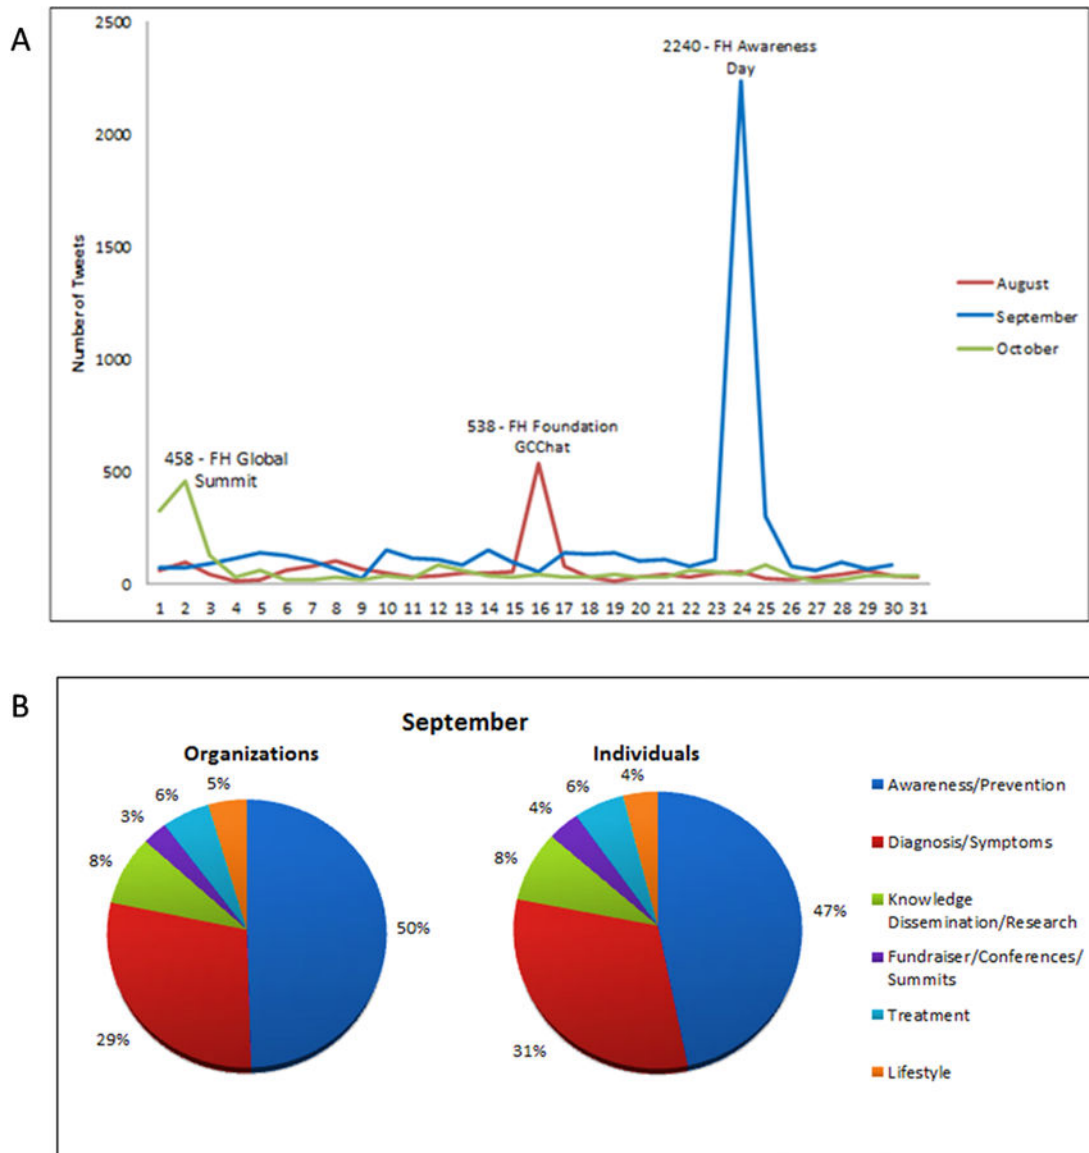 A
2500
2000
1500
1000
500
0
Number of Tweets
2240 - FH Awareness
Day
538 - FH Foundation
GCChat
458 - FH Global
Summit
August
September
October
1 2 3 4 5 6 7 8 9 10 11 12 13 14 15 16 17 18 19 20 21 22 23 24 25 26 27 28 29 30 31
B
September
Organizations
5%
6%
3%
8%
50%
29%
Individuals
4%
6%
4%
8%
47%
31%
Awareness/Prevention
Diagnosis/Symptoms
Knowledge
Dissemination/Research
Fundraiser/Conferences/
Summits
Treatment
Lifestyle